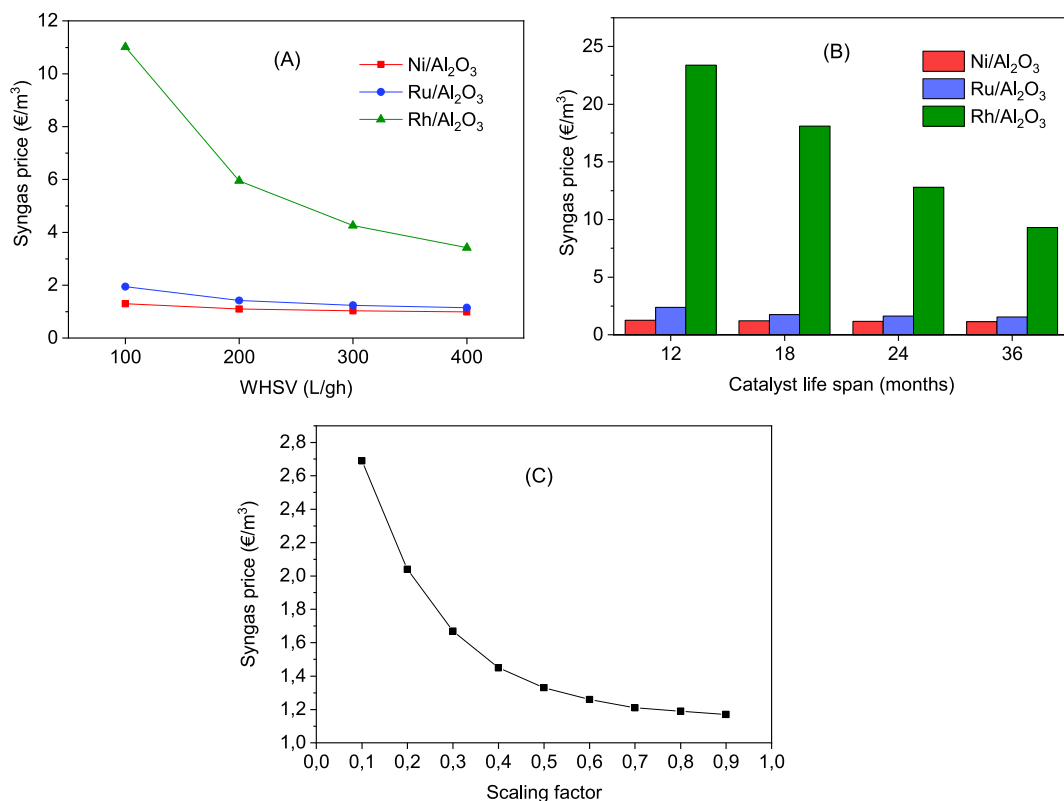 (A)
Ni/Al₂O₃
Ru/Al₂O₃
Rh/Al₂O₃
Syngas price (€/m³)
12
10
8
6
4
2
0
100 200 300 400
WHSV (L/gh)
(B)
Ni/Al₂O₃
Ru/Al₂O₃
Rh/Al₂O₃
Syngas price (€/m³)
25
20
15
10
5
0
12 18 24 36
Catalyst life span (months)
(C)
Syngas price (€/m³)
2,8
2,6
2,4
2,2
2,0
1,8
1,6
1,4
1,2
1,0
0,0 0,1 0,2 0,3 0,4 0,5 0,6 0,7 0,8 0,9 1,0
Scaling factor